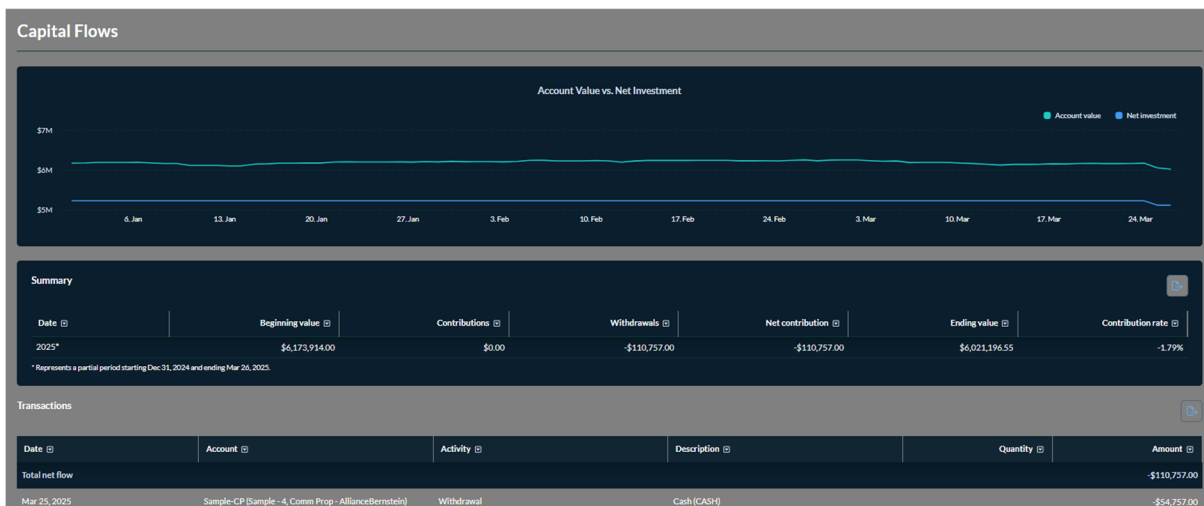 Capital Flows
Account Value vs. Net Investment
Account value Net investment
$7M
$6M
$5M
6. Jan 13. Jan 20. Jan 27. Jan 3. Feb 10. Feb 17. Feb 24. Feb 3. Mar 10. Mar 17. Mar 24. Mar
Summary
Date Beginning value Contributions Withdrawals Net contribution Ending value Contribution rate
2025* $6,173,914.00 $0.00 -$110,757.00 -$110,757.00 $6,021,196.55 -1.79%
* Represents a partial period starting Dec 31, 2024 and ending Mar 26, 2025.
Transactions
Date Account Activity Description Quantity Amount
Total net flow -$110,757.00
Mar 25, 2025 Sample-CP (Sample - 4, Comm Prop - AllianceBernstein) Withdrawal Cash (CASH) -$54,757.00